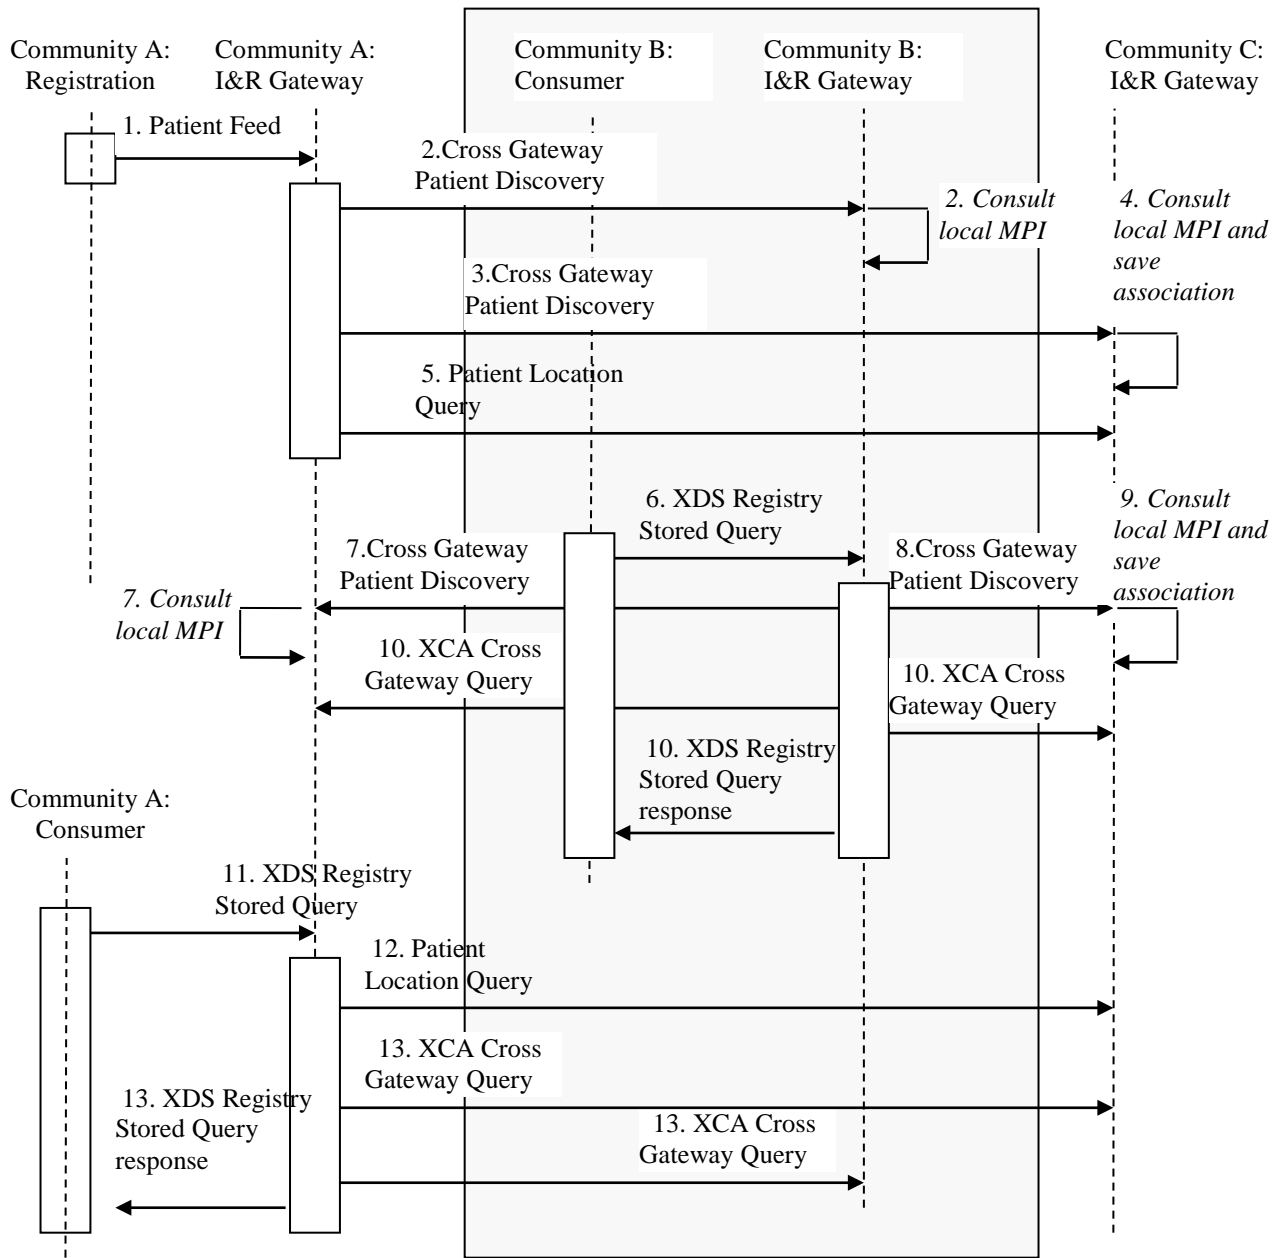 Community A:
Registration
Community A:
I&R Gateway
Community B:
Consumer
Community B:
I&R Gateway
Community C:
I&R Gateway
1. Patient Feed
2.Cross Gateway
Patient Discovery
2. Consult
local MPI
4. Consult
local MPI and
save
association
3.Cross Gateway
Patient Discovery
5. Patient Location
Query
6. XDS Registry
Stored Query
9. Consult
local MPI and
save
association
7.Cross Gateway
Patient Discovery
8.Cross Gateway
Patient Discovery
7. Consult
local MPI
10. XCA Cross
Gateway Query
10. XCA Cross
Gateway Query
10. XDS Registry
Stored Query
response
Community A:
Consumer
11. XDS Registry
Stored Query
12. Patient
Location Query
13. XCA Cross
Gateway Query
13. XDS Registry
Stored Query
response
13. XCA Cross
Gateway Query